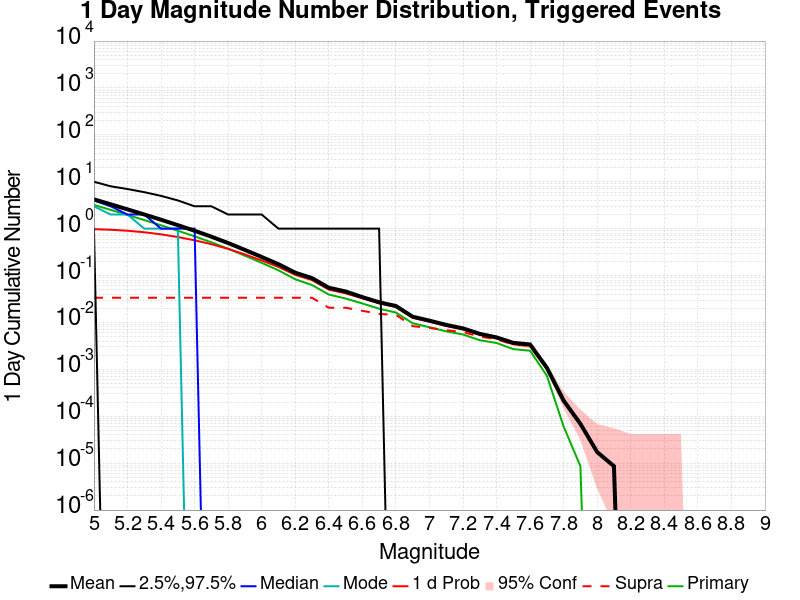 1 Day Magnitude Number Distribution, Triggered Events
10^4
10^3
10^2
10^1
10^0
10^-1
10^-2
10^-3
10^-4
10^-5
10^-6
1 Day Cumulative Number
5 5.2 5.4 5.6 5.8 6 6.2 6.4 6.6 6.8 7 7.2 7.4 7.6 7.8 8 8.2 8.4 8.6 8.8 9
Magnitude
Mean 2.5%,97.5% Median Mode 1 d Prob 95% Conf Supra Primary